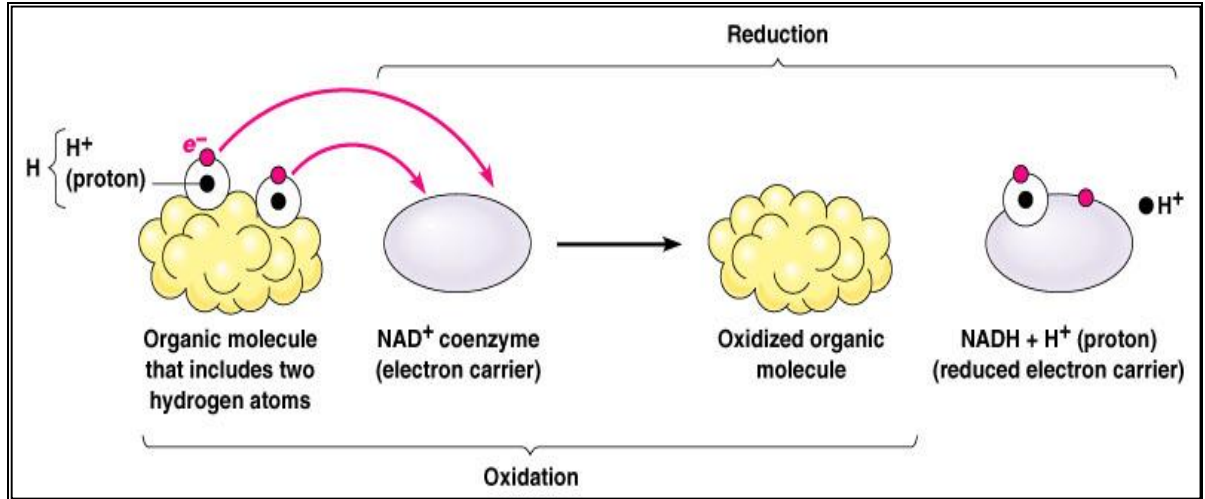 Reduction
e⁻
H
H⁺
(proton)
H⁺
Organic molecule
that includes two
hydrogen atoms
NAD⁺ coenzyme
(electron carrier)
Oxidized organic
molecule
NADH + H⁺ (proton)
(reduced electron carrier)
Oxidation